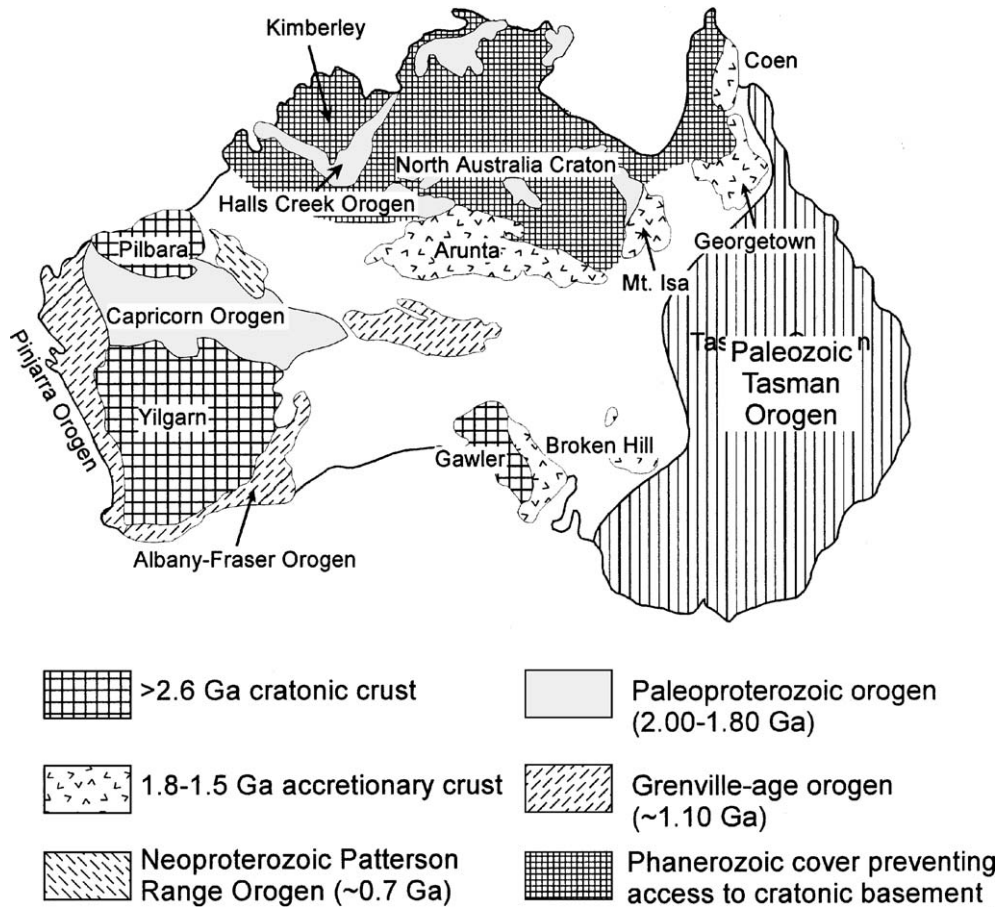 Kimberley
Coen
North Australia Craton
Halls Creek Orogen
Georgetown
Pilbara
Arunta
Mt. Isa
Capricorn Orogen
Pinjarra Orogen
Paleozoic
Tasman
Orogen
Yilgarn
Gawler
Broken Hill
Albany-Fraser Orogen
>2.6 Ga cratonic crust
Paleoproterozoic orogen
(2.00-1.80 Ga)
1.8-1.5 Ga accretionary crust
Grenville-age orogen
(~1.10 Ga)
Neoproterozoic Patterson
Range Orogen (~0.7 Ga)
Phanerozoic cover preventing
access to cratonic basement